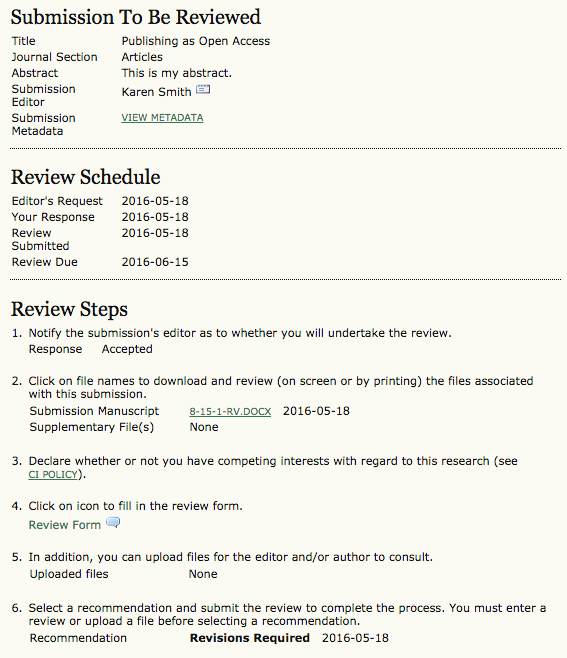 Submission To Be Reviewed
Title Publishing as Open Access
Journal Section Articles
Abstract This is my abstract.
Submission Editor Karen Smith
Submission Metadata VIEW METADATA
Review Schedule
Editor's Request 2016-05-18
Your Response 2016-05-18
Review Submitted 2016-05-18
Review Due 2016-06-15
Review Steps
1. Notify the submission's editor as to whether you will undertake the review.
Response Accepted
2. Click on file names to download and review (on screen or by printing) the files associated
with this submission.
Submission Manuscript 8-15-1-RV.DOCX 2016-05-18
Supplementary File(s) None
3. Declare whether or not you have competing interests with regard to this research (see
CI POLICY).
4. Click on icon to fill in the review form.
Review Form
5. In addition, you can upload files for the editor and/or author to consult.
Uploaded files None
6. Select a recommendation and submit the review to complete the process. You must enter a
review or upload a file before selecting a recommendation.
Recommendation Revisions Required 2016-05-18